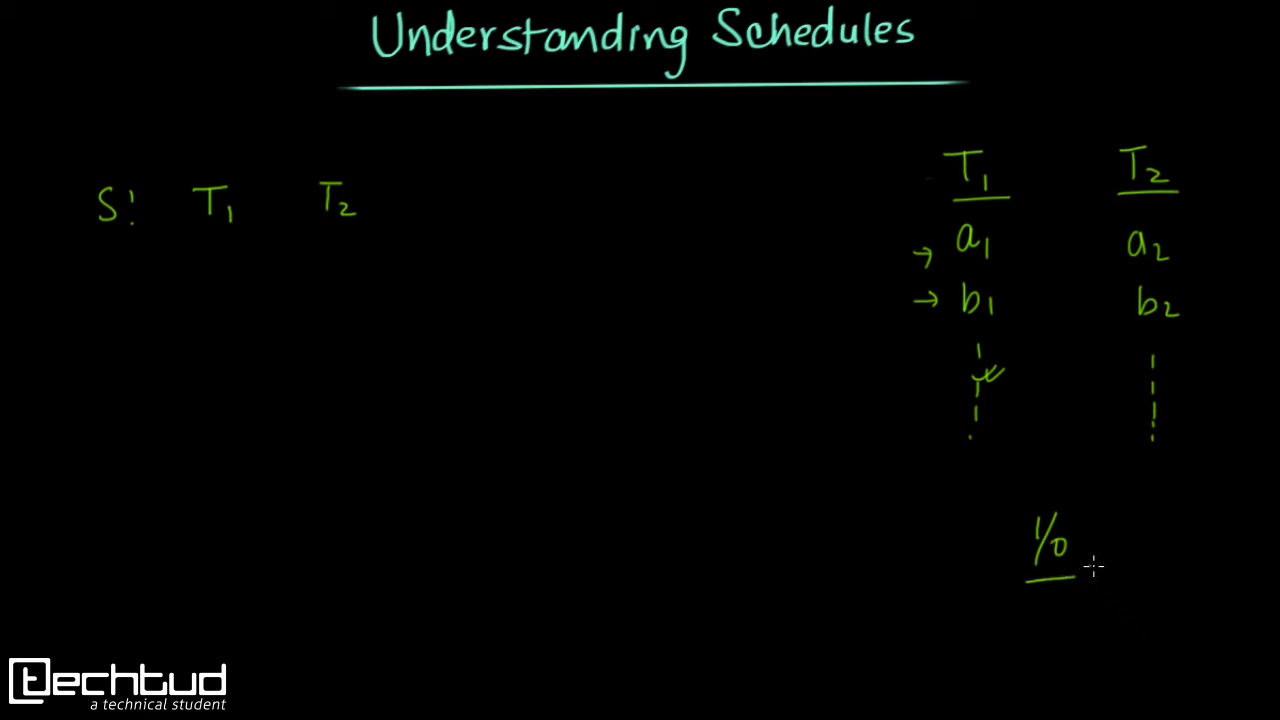 Understanding Schedules
S! T1 T2
T1 T2
a1 a2
b1 b2
I/O
techtud
a technical student